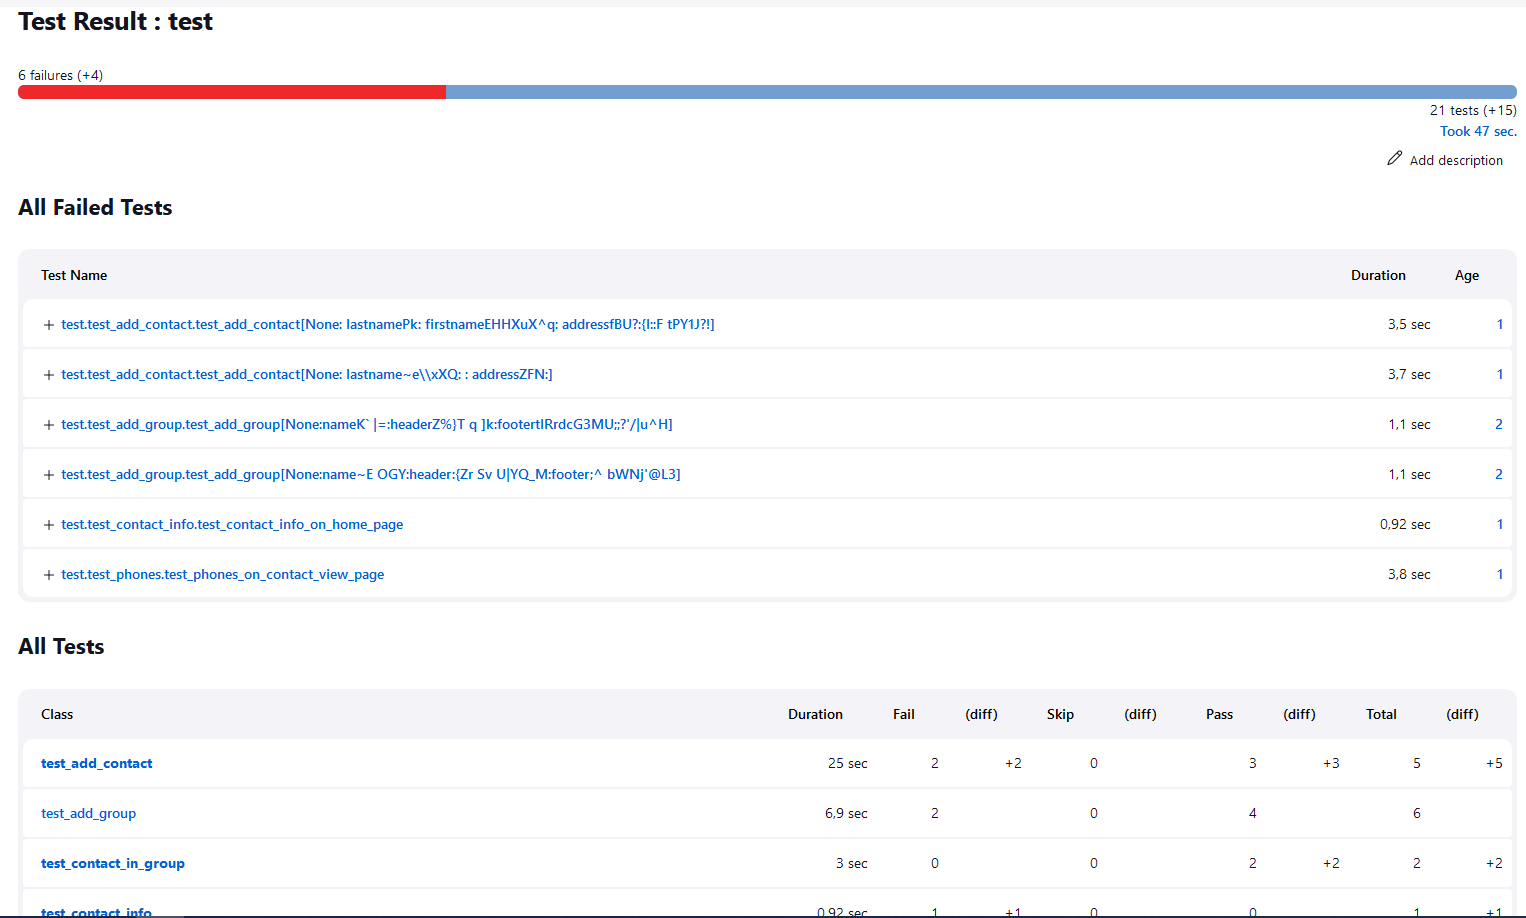 Test Result : test
6 failures (+4)
21 tests (+15)
Took 47 sec.
Add description
All Failed Tests
Test Name Duration Age
test.test_add_contact.test_add_contact[None: lastnamePk: firstnameEHHXuX^q: addressfBU?:{I::F tPY1J?!] 3,5 sec 1
test.test_add_contact.test_add_contact[None: lastname~e\\xXQ: : addressZFN:] 3,7 sec 1
test.test_add_group.test_add_group[None:nameK` |=:headerZ%}T q ]k:footertIRrdcG3MU;;?'/|u^H] 1,1 sec 2
test.test_add_group.test_add_group[None:name~E OGY:header:{Zr Sv U|YQ_M:footer;^ bWNj'@L3] 1,1 sec 2
test.test_contact_info.test_contact_info_on_home_page 0,92 sec 1
test.test_phones.test_phones_on_contact_view_page 3,8 sec 1
All Tests
Class Duration Fail (diff) Skip (diff) Pass (diff) Total (diff)
test_add_contact 25 sec 2 +2 0 3 +3 5 +5
test_add_group 6,9 sec 2 0 4 6
test_contact_in_group 3 sec 0 0 2 +2 2 +2
test_contact_info 0,92 sec 1 +1 0 0 1 +1